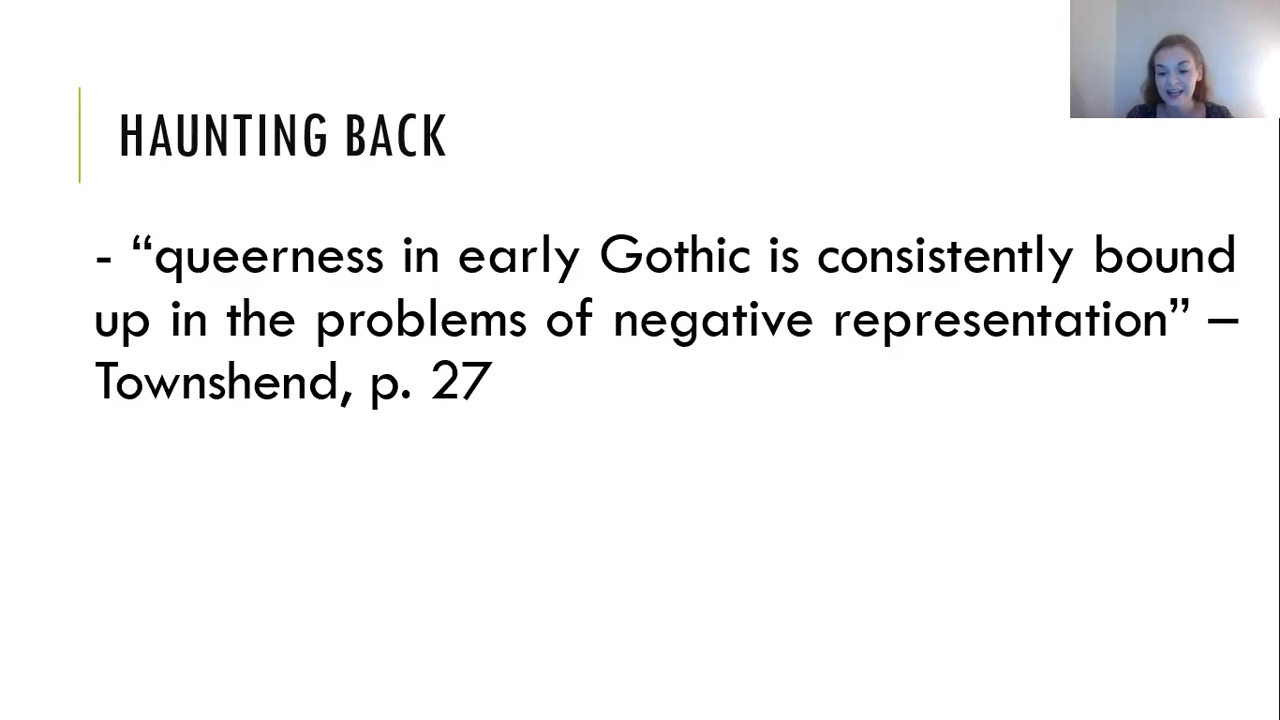 HAUNTING BACK
- “queerness in early Gothic is consistently bound
up in the problems of negative representation” –
Townshend, p. 27